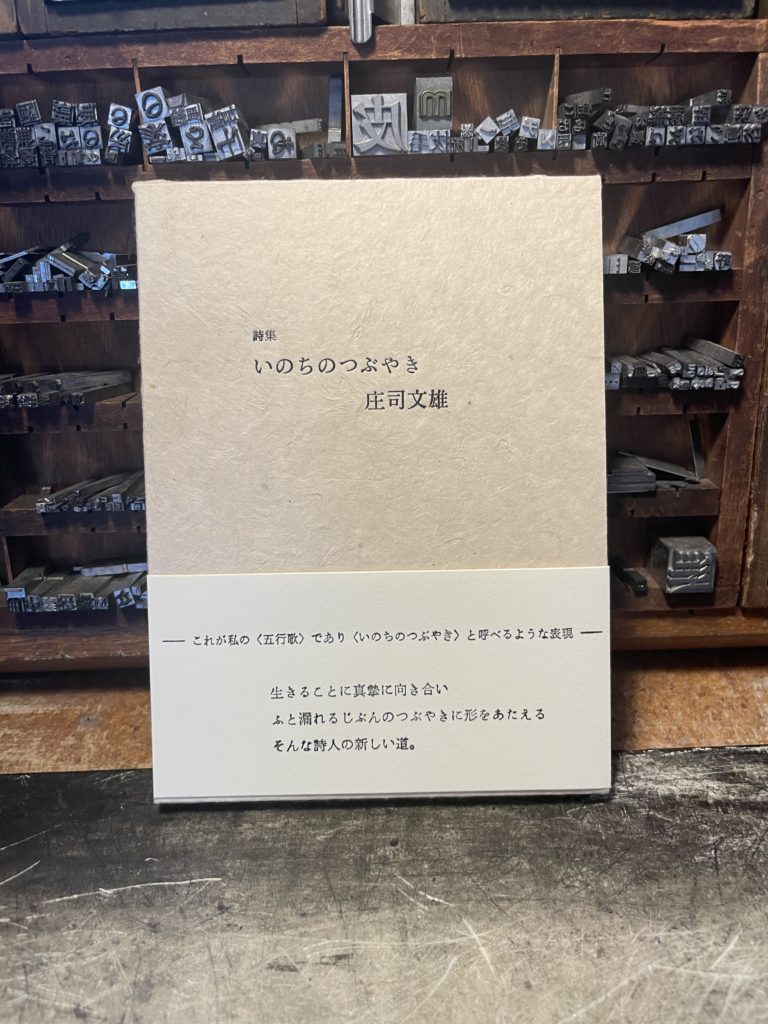 詩集
いのちのつぶやき
庄司文雄
── これが私の〈五行歌〉であり〈いのちのつぶやき〉と呼べるような表現 ──
生きることに真摯に向き合い
ふと漏れるじぶんのつぶやきに形をあたえる
そんな詩人の新しい道。